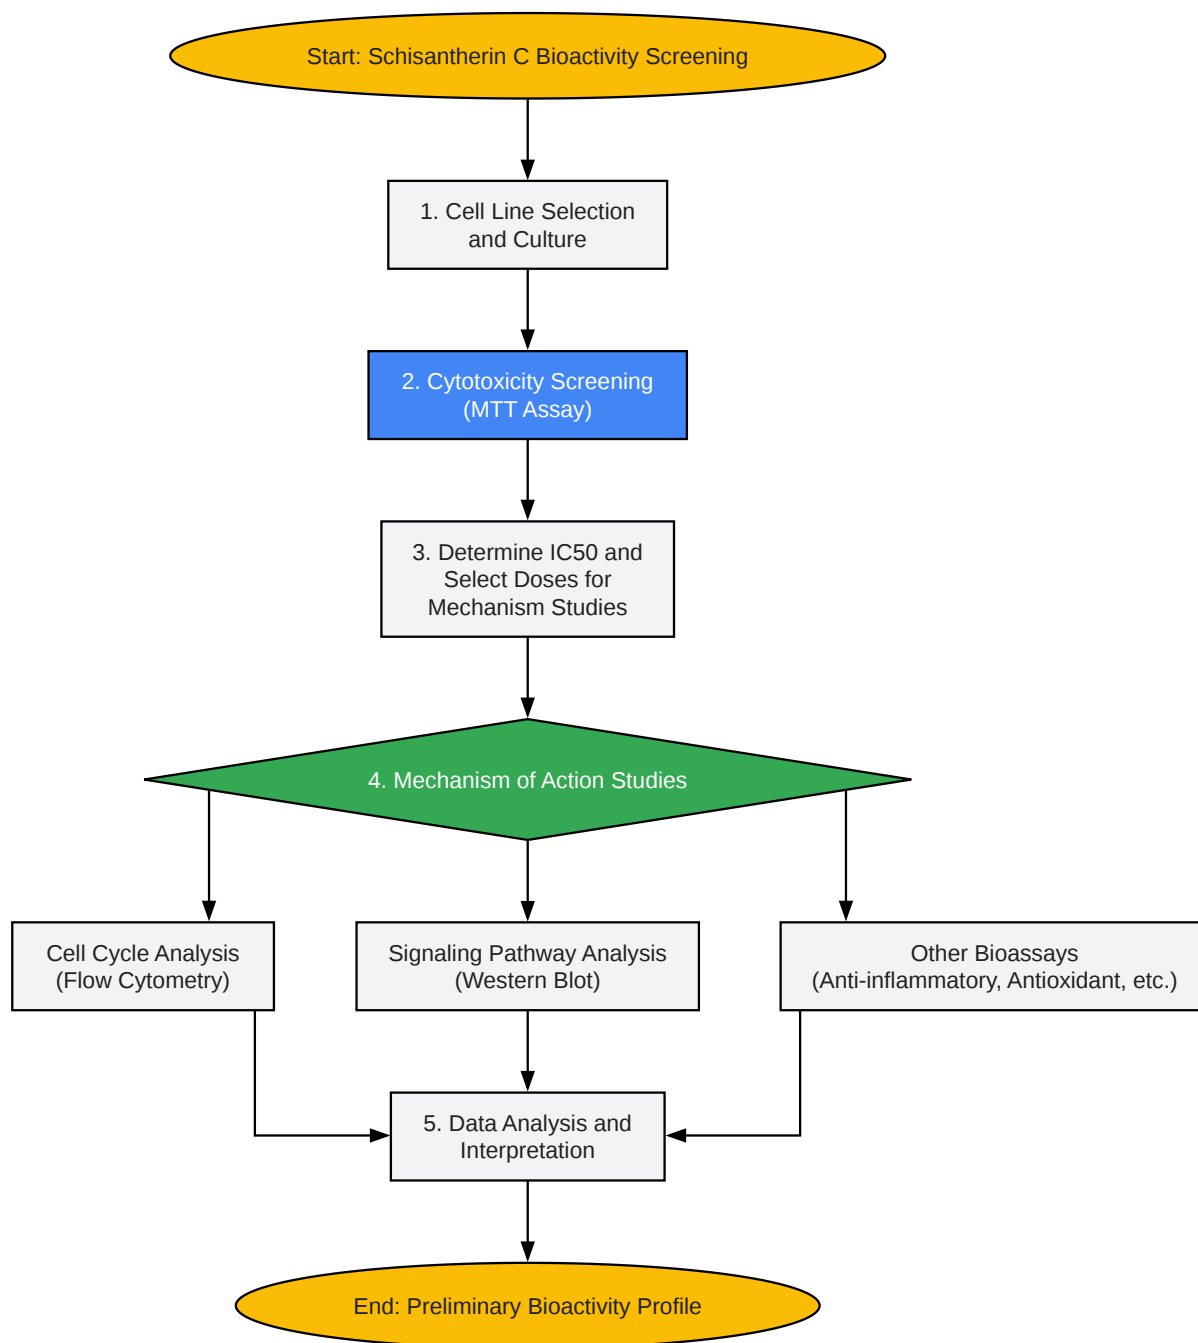 Start: Schisantherin C Bioactivity Screening
1. Cell Line Selection
and Culture
2. Cytotoxicity Screening
(MTT Assay)
3. Determine IC50 and
Select Doses for
Mechanism Studies
4. Mechanism of Action Studies
Cell Cycle Analysis
(Flow Cytometry)
Signaling Pathway Analysis
(Western Blot)
Other Bioassays
(Anti-inflammatory, Antioxidant, etc.)
5. Data Analysis and
Interpretation
End: Preliminary Bioactivity Profile